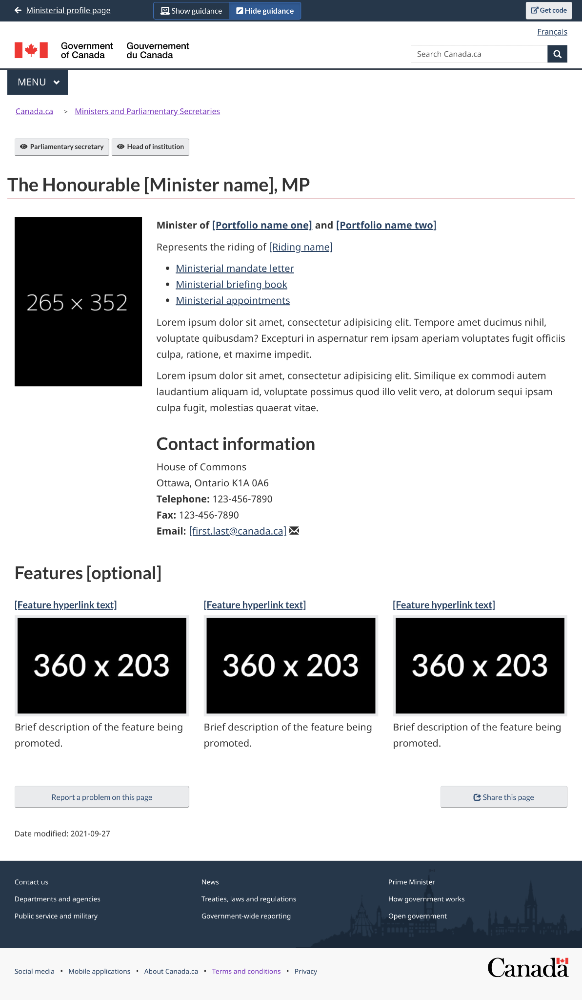 Ministerial profile page
Show guidance
Hide guidance
Get code
Français
Government
of Canada
Gouvernement
du Canada
Search Canada.ca
MENU
Canada.ca > Ministers and Parliamentary Secretaries
Parliamentary secretary
Head of institution
The Honourable [Minister name], MP
265 × 352
Minister of [Portfolio name one] and [Portfolio name two]
Represents the riding of [Riding name]
• Ministerial mandate letter
• Ministerial briefing book
• Ministerial appointments
Lorem ipsum dolor sit amet, consectetur adipisicing elit. Tempore amet ducimus nihil,
voluptate quibusdam? Excepturi in aspernatur rem ipsam aperiam voluptates fugit officiis
culpa, ratione, et maxime impedit.
Lorem ipsum dolor sit amet, consectetur adipisicing elit. Similique ex commodi autem
laudantium aliquam id, voluptate possimus quod illo velit vero, at dolorum sequi ipsam
culpa fugit, molestias quaerat vitae.
Contact information
House of Commons
Ottawa, Ontario K1A 0A6
Telephone: 123-456-7890
Fax: 123-456-7890
Email: [first.last@canada.ca]
Features [optional]
[Feature hyperlink text]
360 x 203
Brief description of the feature being
promoted.
[Feature hyperlink text]
360 x 203
Brief description of the feature being
promoted.
[Feature hyperlink text]
360 x 203
Brief description of the feature being
promoted.
Report a problem on this page
Share this page
Date modified: 2021-09-27
Contact us
Departments and agencies
Public service and military
News
Treaties, laws and regulations
Government-wide reporting
Prime Minister
How government works
Open government
Social media • Mobile applications • About Canada.ca • Terms and conditions • Privacy
Canada